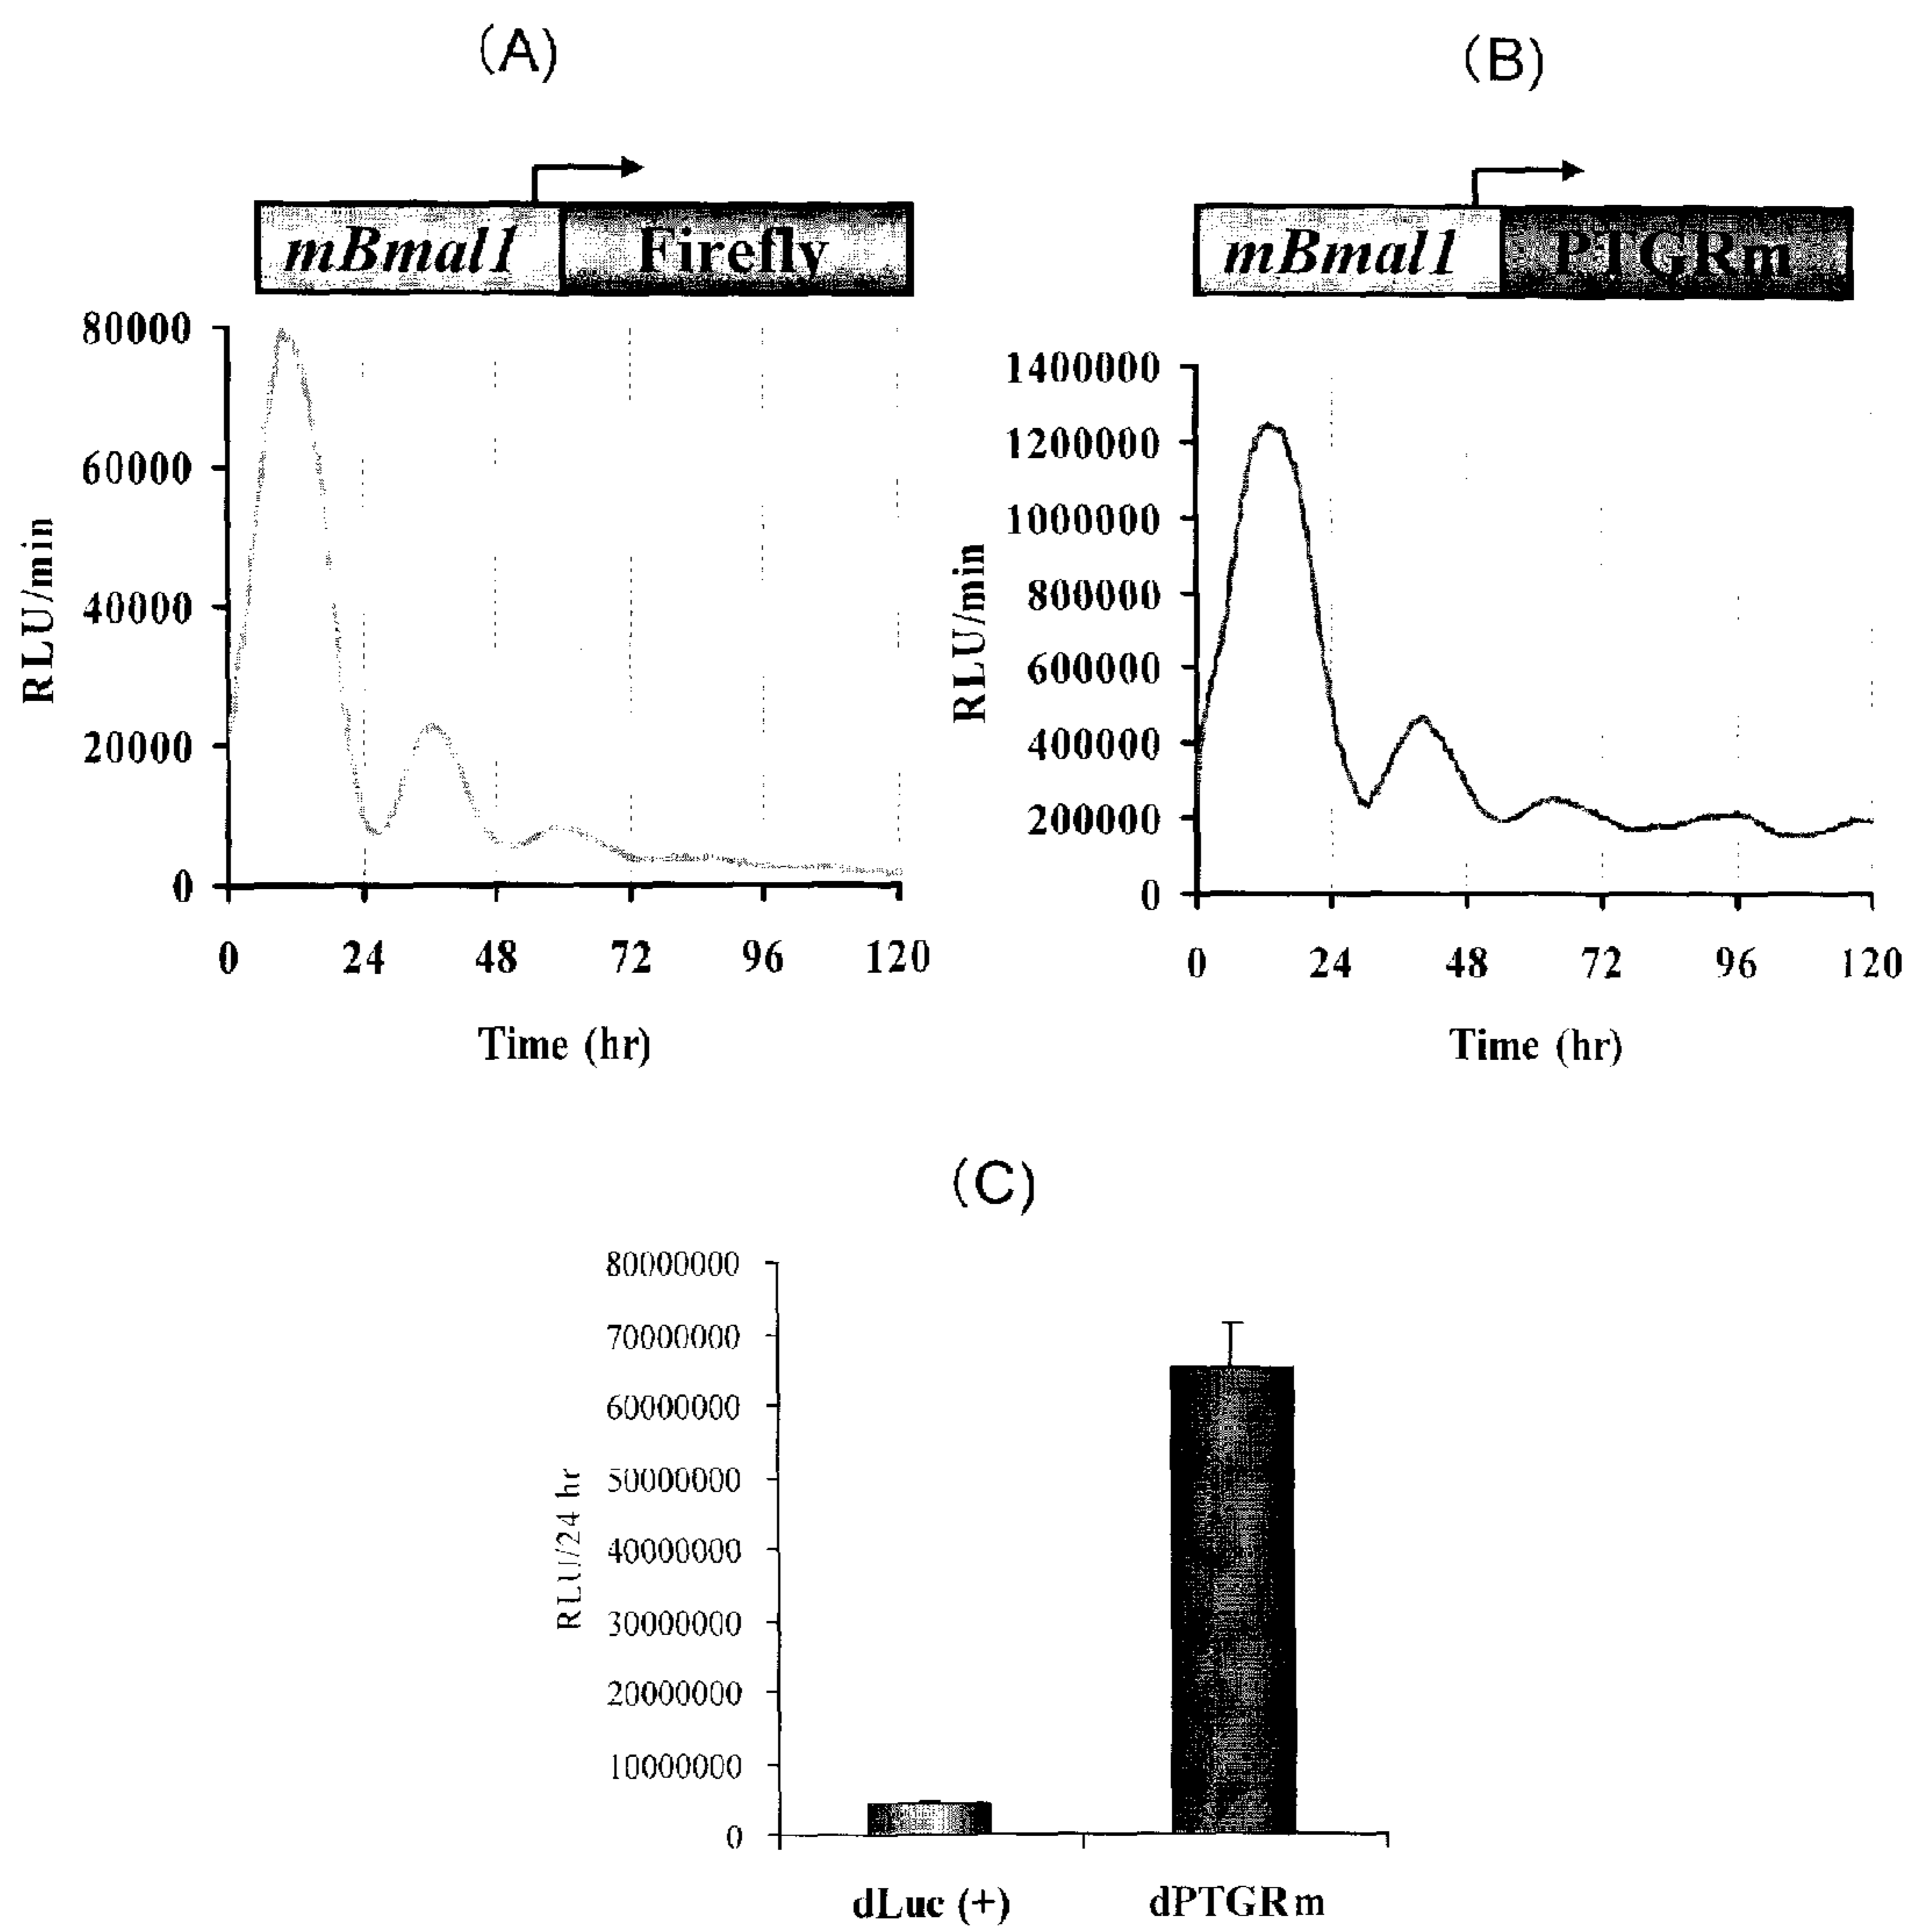 (A)
mBmal1 Firefly
80000
60000
40000
20000
0
RLU/min
0 24 48 72 96 120
Time (hr)
(B)
mBmal1 PTGRm
1400000
1200000
1000000
800000
600000
400000
200000
0
RLU/min
0 24 48 72 96 120
Time (hr)
(C)
80000000
70000000
60000000
50000000
40000000
30000000
20000000
10000000
0
RLU/24 hr
dLuc (+) dPTGRm